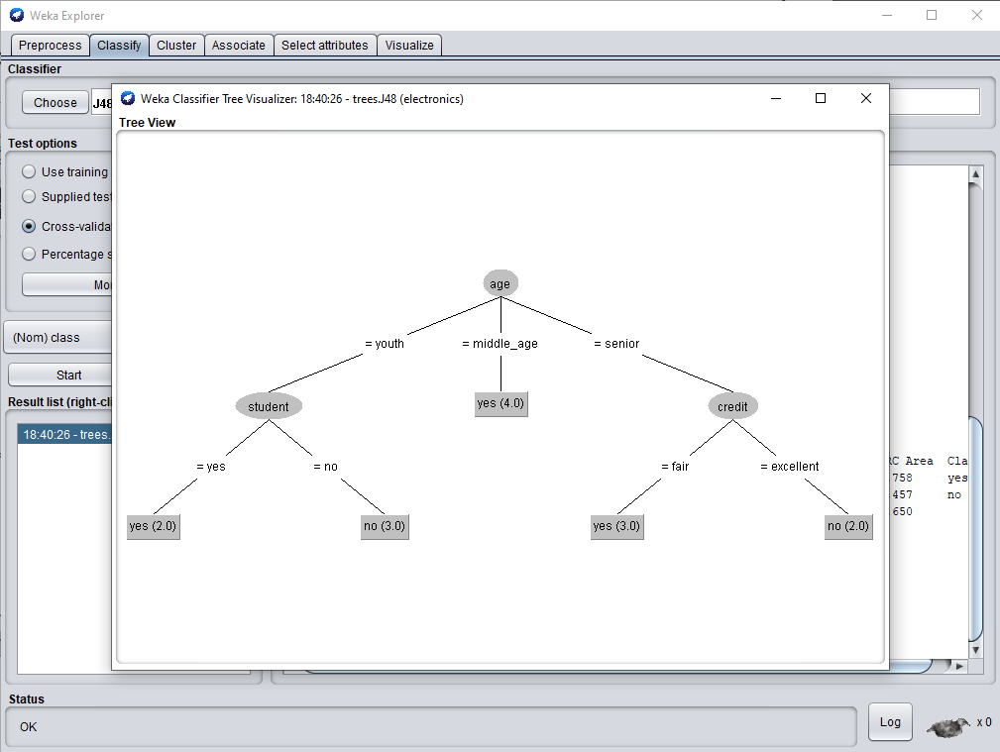 Weka Explorer
Preprocess Classify Cluster Associate Select attributes Visualize
Classifier
Choose J48
Weka Classifier Tree Visualizer: 18:40:26 - trees.J48 (electronics)
Tree View
Test options
Use training
Supplied test
Cross-valida
Percentage s
Mor
(Nom) class
Start
Result list (right-cli
18:40:26 - trees.
age
= youth = middle_age = senior
student yes (4.0) credit
= yes = no = fair = excellent
yes (2.0) no (3.0) yes (3.0) no (2.0)
RC Area Cla
758 yes
457 no
650
Status
OK
Log x 0